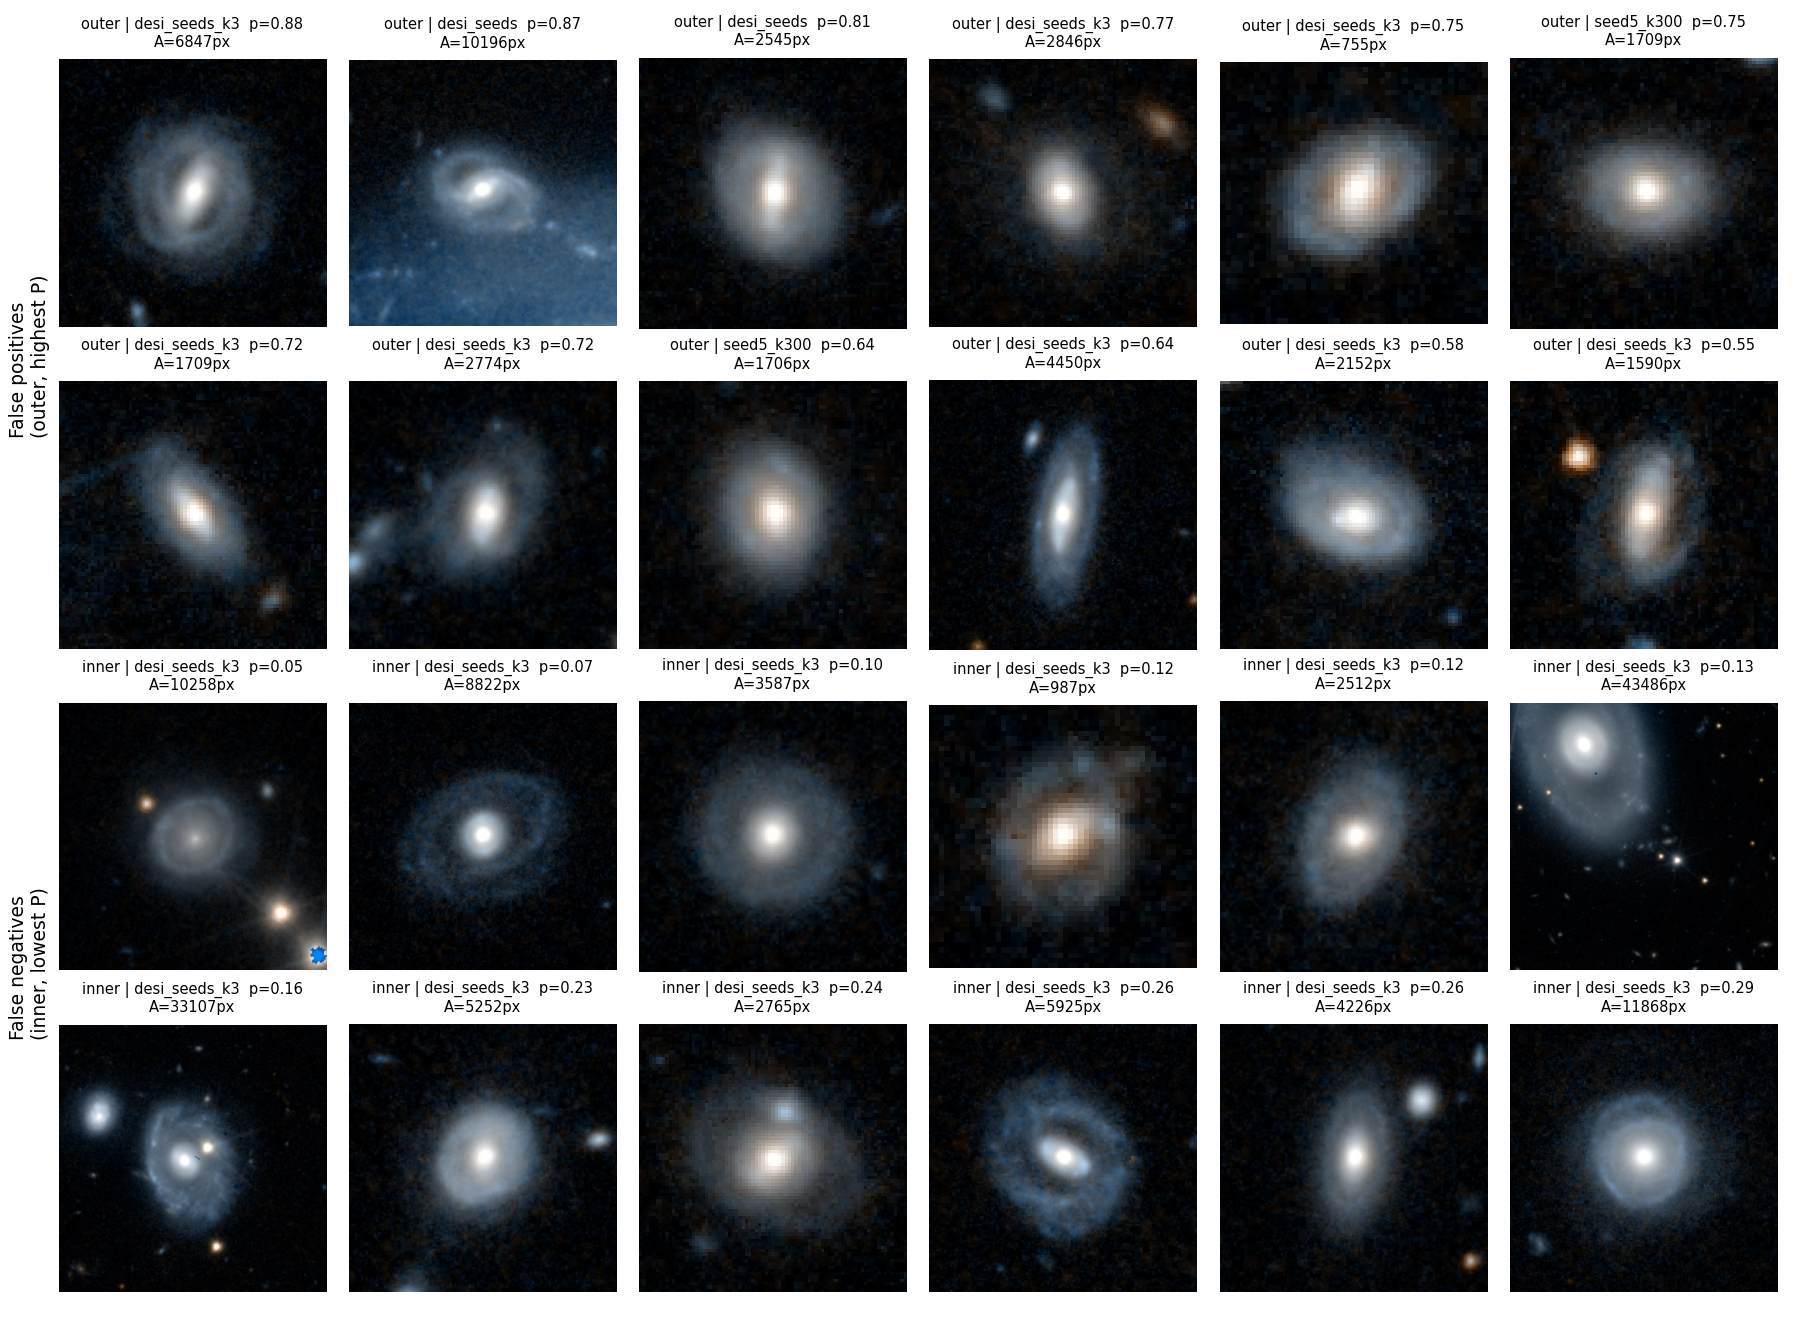 outer | desi_seeds_k3 p=0.88
A=6847px
outer | desi_seeds p=0.87
A=10196px
outer | desi_seeds p=0.81
A=2545px
outer | desi_seeds_k3 p=0.77
A=2846px
outer | desi_seeds_k3 p=0.75
A=755px
outer | seed5_k300 p=0.75
A=1709px
False positives
(outer, highest P)
outer | desi_seeds_k3 p=0.72
A=1709px
outer | desi_seeds_k3 p=0.72
A=2774px
outer | seed5_k300 p=0.64
A=1706px
outer | desi_seeds_k3 p=0.64
A=4450px
outer | desi_seeds_k3 p=0.58
A=2152px
outer | desi_seeds_k3 p=0.55
A=1590px
inner | desi_seeds_k3 p=0.05
A=10258px
inner | desi_seeds_k3 p=0.07
A=8822px
inner | desi_seeds_k3 p=0.10
A=3587px
inner | desi_seeds_k3 p=0.12
A=987px
inner | desi_seeds_k3 p=0.12
A=2512px
inner | desi_seeds_k3 p=0.13
A=43486px
False negatives
(inner, lowest P)
inner | desi_seeds_k3 p=0.16
A=33107px
inner | desi_seeds_k3 p=0.23
A=5252px
inner | desi_seeds_k3 p=0.24
A=2765px
inner | desi_seeds_k3 p=0.26
A=5925px
inner | desi_seeds_k3 p=0.26
A=4226px
inner | desi_seeds_k3 p=0.29
A=11868px